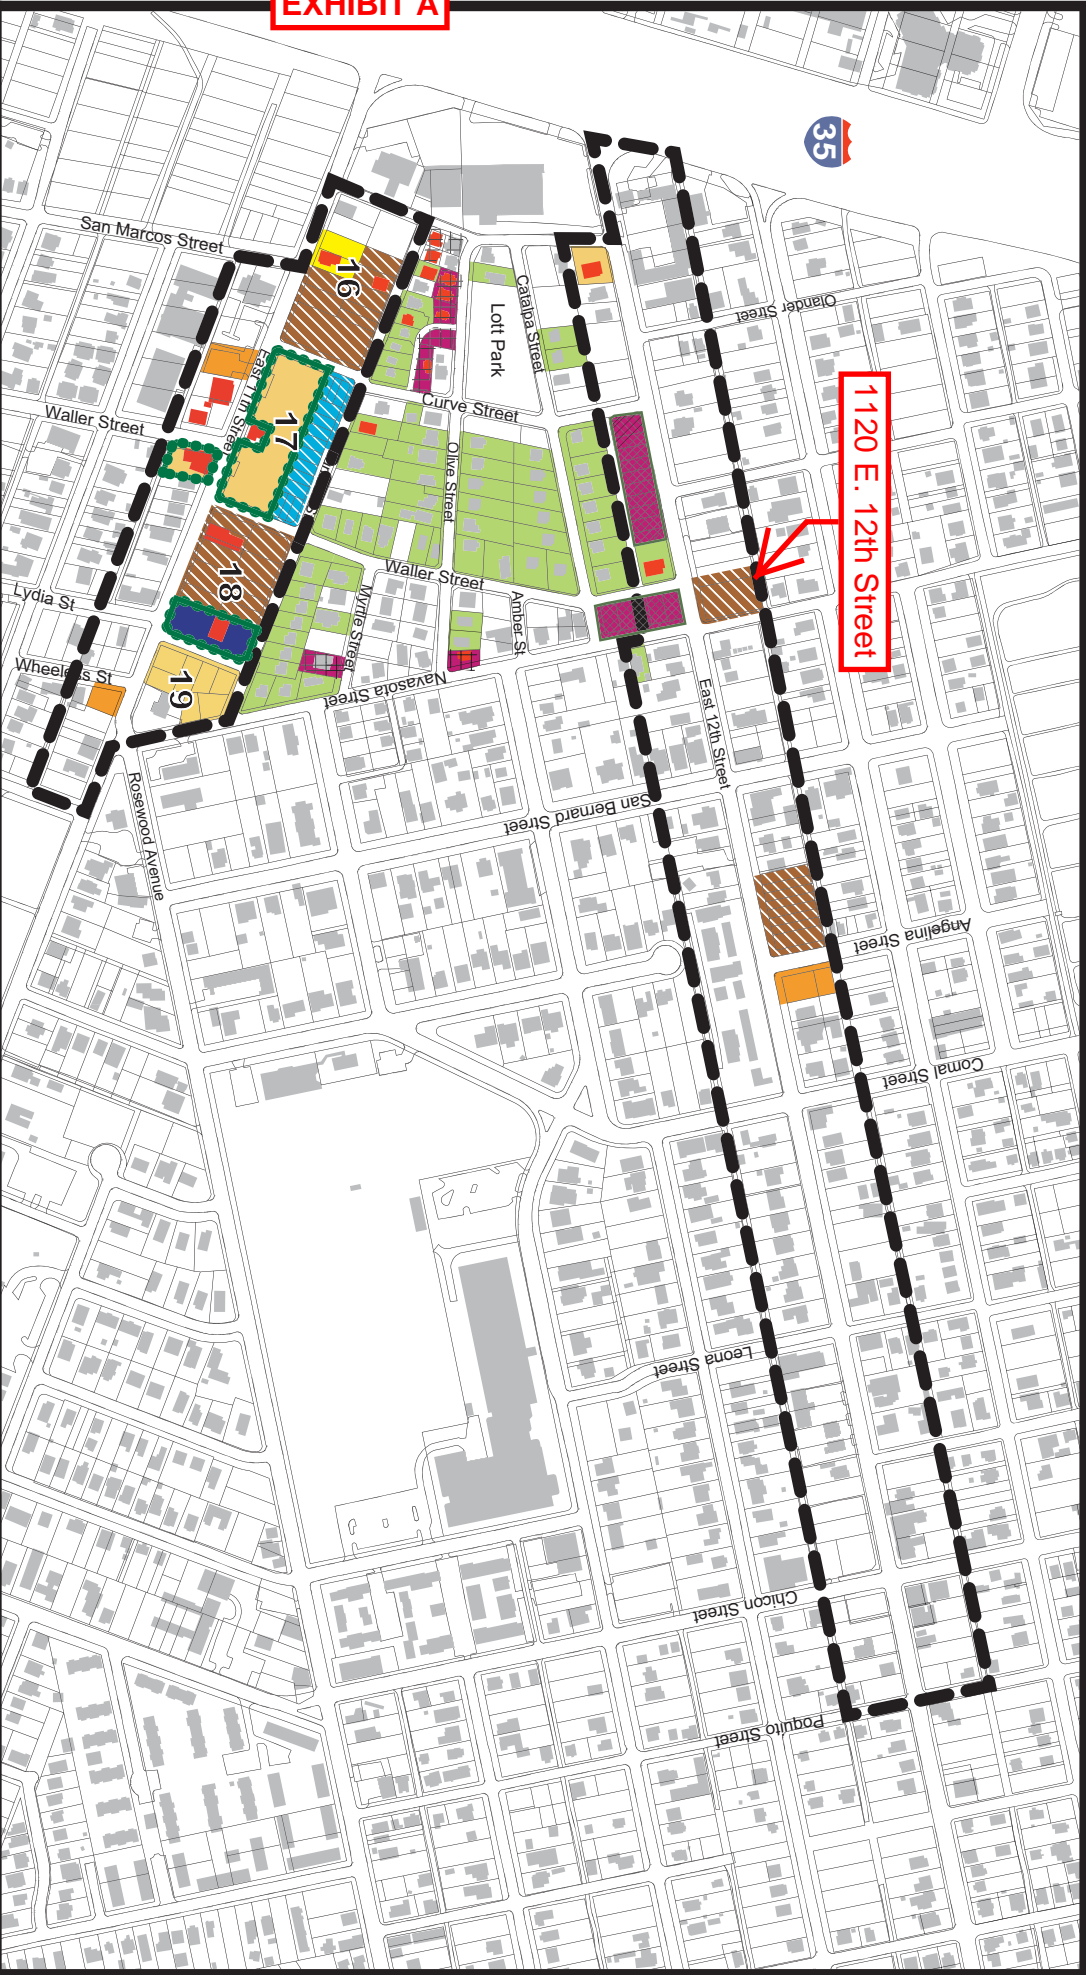 EXHIBIT A
35
1120 E. 12th Street
San Marcos Street
16
Olander Street
Catalpa Street
Lott Park
East 11th Street
17
Curve Street
Waller Street
Olive Street
18
Waller Street
Myrtle Street
Amber St
Lydia St
Wheeless St
19
Navasota Street
East 12th Street
Rosewood Avenue
San Bernard Street
Angelina Street
Comal Street
Leona Street
Chicon Street
Poquito Street